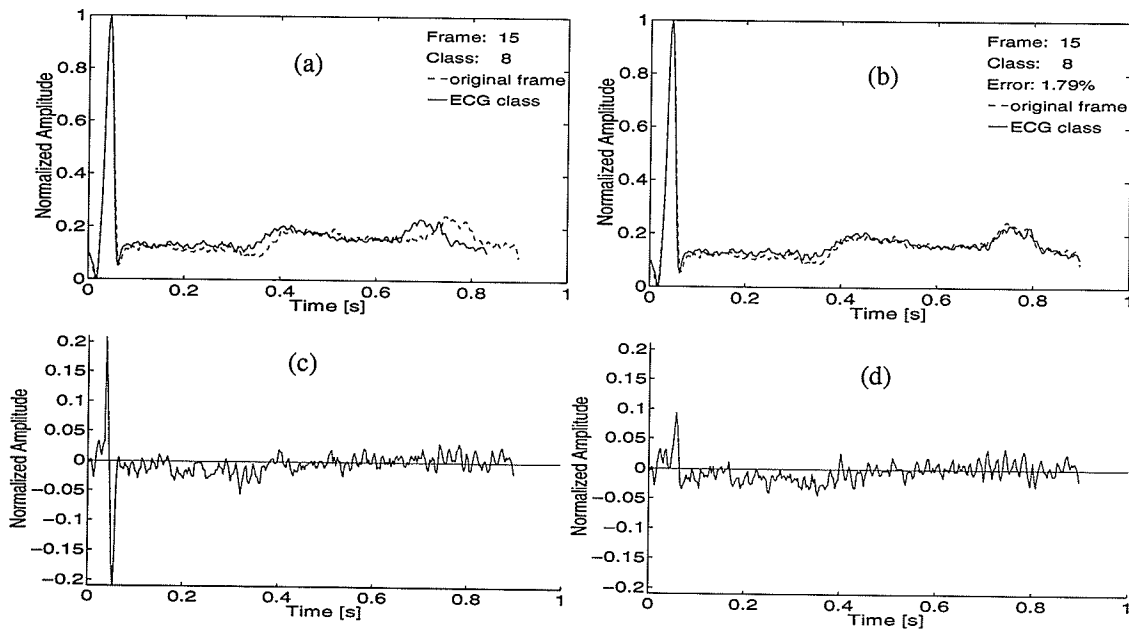 (a)
Frame: 15
Class: 8
original frame
ECG class
Normalized Amplitude
1
0.8
0.6
0.4
0.2
0
0 0.2 0.4 0.6 0.8 1
Time [s]
(b)
Frame: 15
Class: 8
Error: 1.79%
original frame
ECG class
Normalized Amplitude
1
0.8
0.6
0.4
0.2
0
0 0.2 0.4 0.6 0.8 1
Time [s]
(c)
Normalized Amplitude
0.2
0.15
0.1
0.05
0
−0.05
−0.1
−0.15
−0.2
0 0.2 0.4 0.6 0.8 1
Time [s]
(d)
Normalized Amplitude
0.2
0.15
0.1
0.05
0
−0.05
−0.1
−0.15
−0.2
0 0.2 0.4 0.6 0.8 1
Time [s]